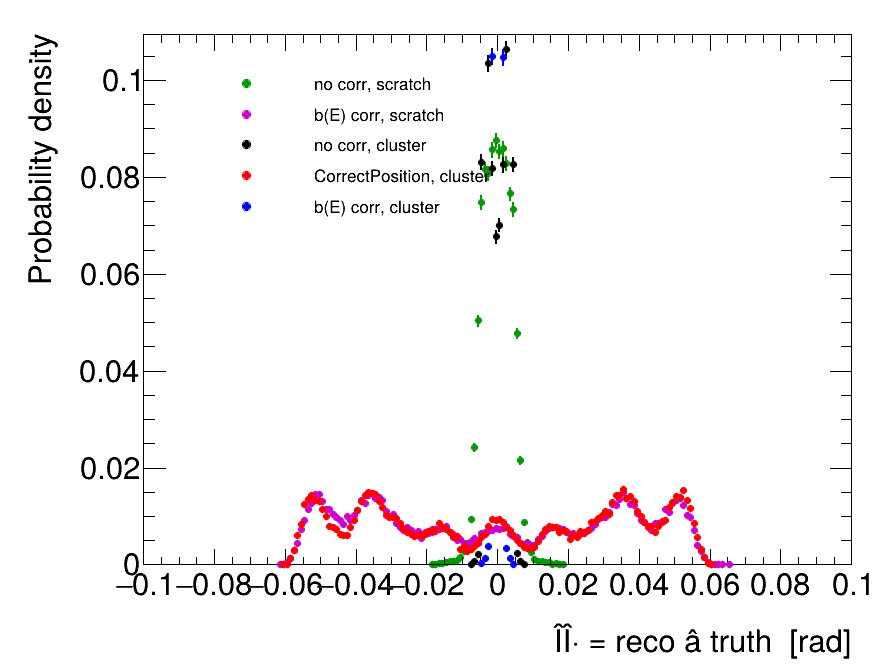 Probability density
0.1
0.08
0.06
0.04
0.02
0
no corr, scratch
b(E) corr, scratch
no corr, cluster
CorrectPosition, cluster
b(E) corr, cluster
−0.1 −0.08 −0.06 −0.04 −0.02 0 0.02 0.04 0.06 0.08 0.1
ÎÎ· = reco â truth [rad]